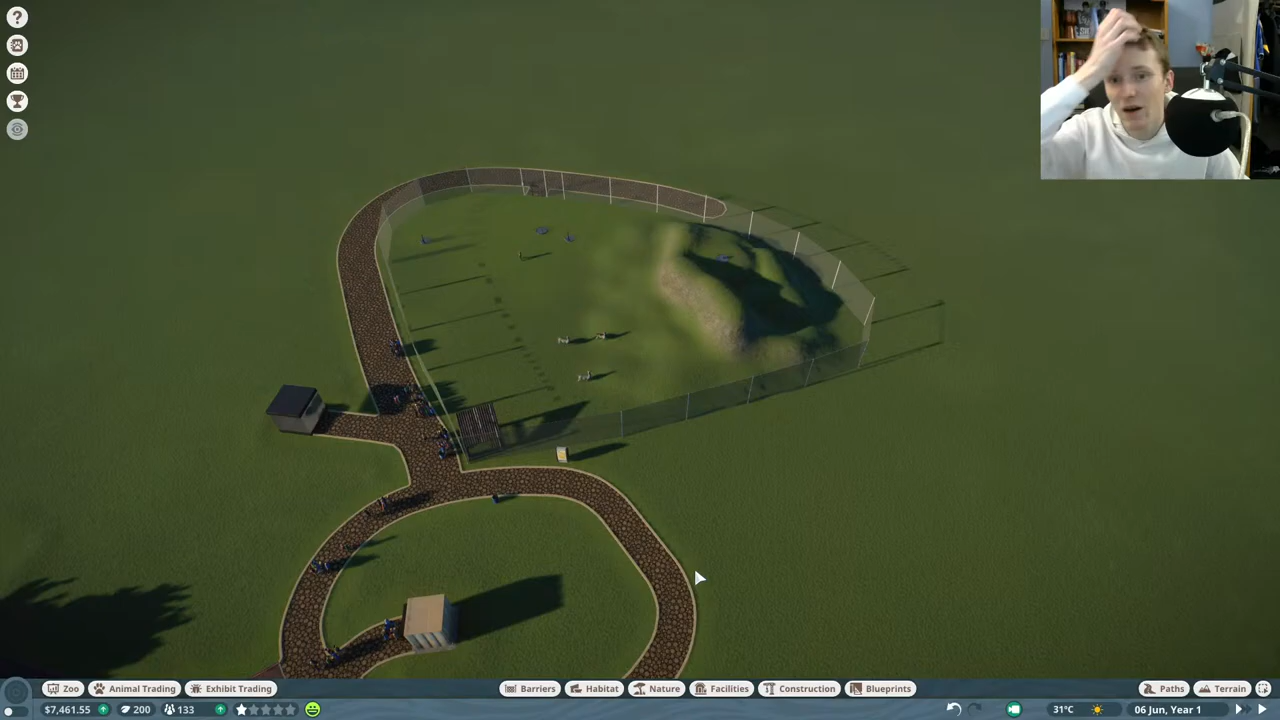 ?
Zoo Animal Trading Exhibit Trading Barriers Habitat Nature Facilities Construction Blueprints Paths Terrain
$7,461.55 200 133 31°C 06 Jun, Year 1